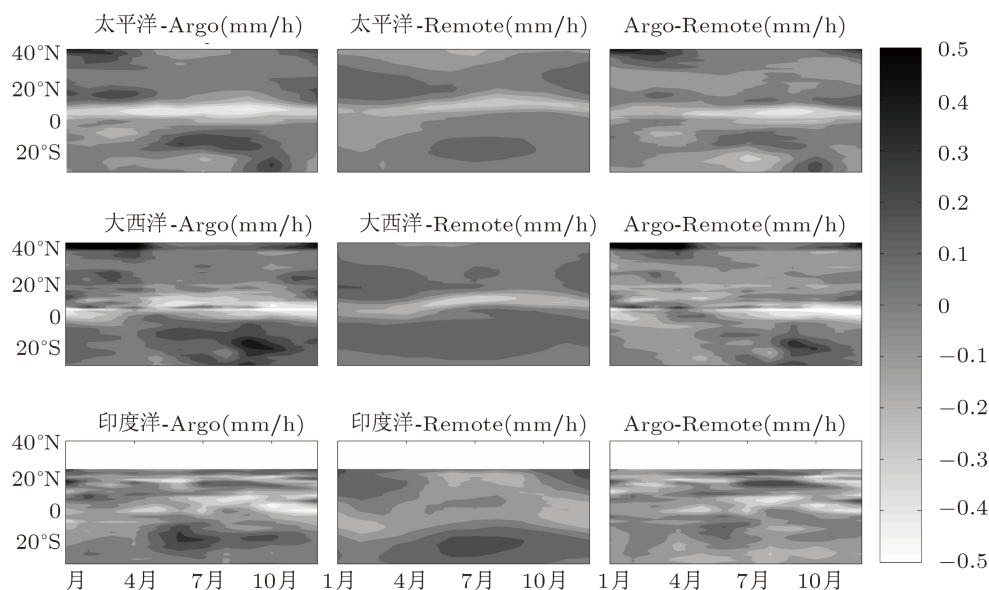 太平洋-Argo(mm/h) 太平洋-Remote(mm/h) Argo-Remote(mm/h)
40°N
20°N
0
20°S
大西洋-Argo(mm/h) 大西洋-Remote(mm/h) Argo-Remote(mm/h)
40°N
20°N
0
20°S
印度洋-Argo(mm/h) 印度洋-Remote(mm/h) Argo-Remote(mm/h)
40°N
20°N
0
20°S
月 4月 7月 10月 1月 4月 7月 10月 1月 4月 7月 10月
0.5
0.4
0.3
0.2
0.1
0
−0.1
−0.2
−0.3
−0.4
−0.5